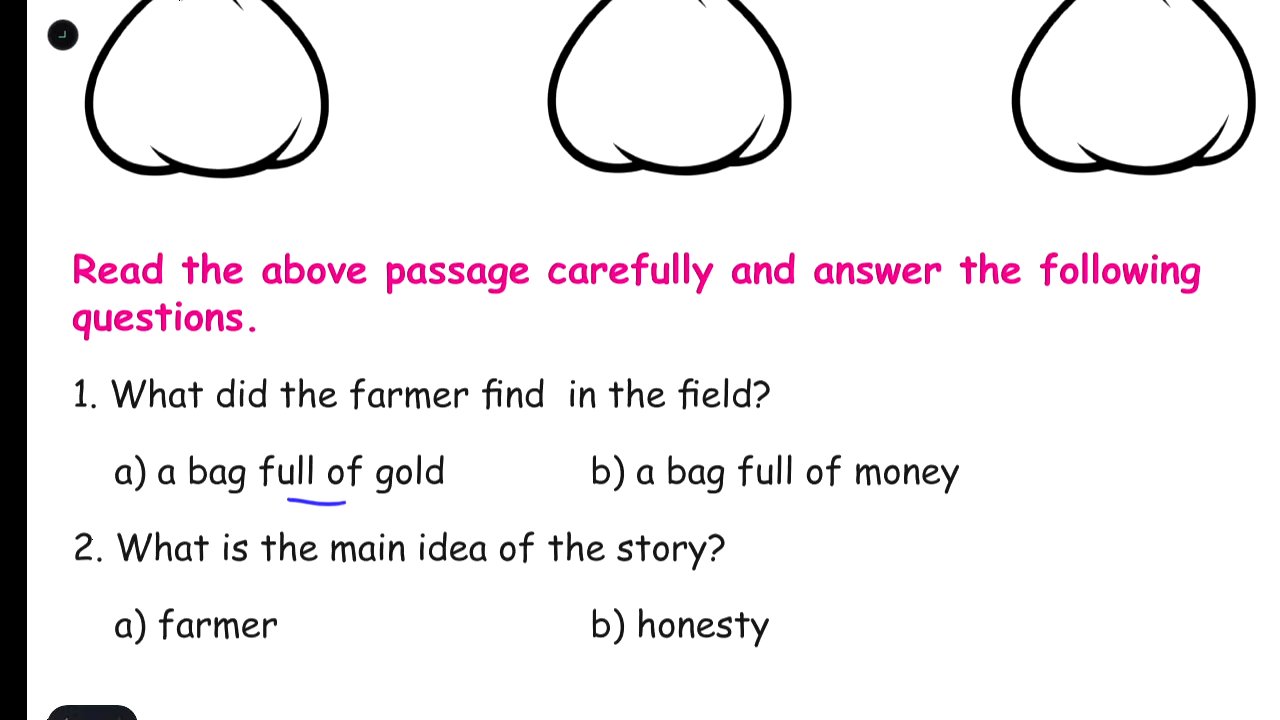 Read the above passage carefully and answer the following
questions.
1. What did the farmer find in the field?
a) a bag full of gold b) a bag full of money
2. What is the main idea of the story?
a) farmer b) honesty